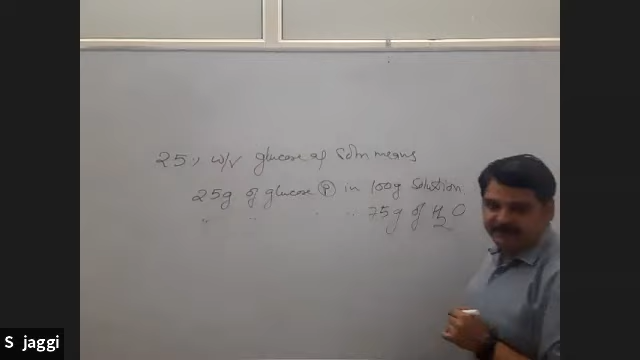 25% w/v glucose aq Soln means
25g of glucose (P) in 100g Solution.
" " " " 75g of H2O
S jaggi